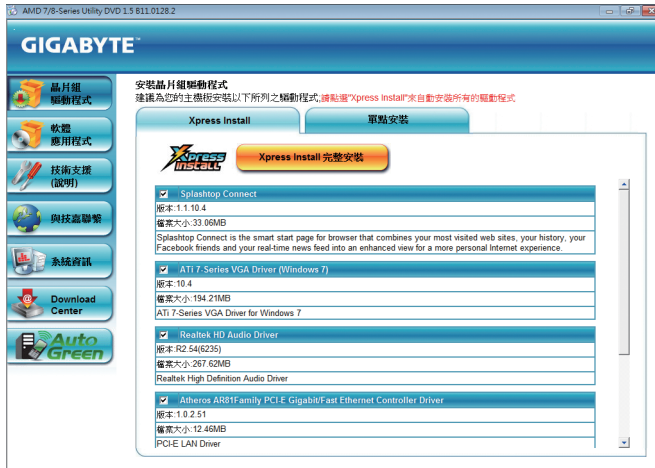 AMD 7/8-Series Utility DVD 1.5 B11.0128.2
GIGABYTE™
晶片組
驅動程式
軟體
應用程式
技術支援
(說明)
與技嘉聯繫
系統資訊
Download
Center
Auto
Green
安裝晶片組驅動程式
建議為您的主機板安裝以下所列之驅動程式;請點選"Xpress Install"來自動安裝所有的驅動程式
Xpress Install
單點安裝
Xpress
INSTALL
Xpress Install 完整安裝
Splashtop Connect
版本:1.1.10.4
檔案大小:33.06MB
Splashtop Connect is the smart start page for browser that combines your most visited web sites, your history, your
Facebook friends and your real-time news feed into an enhanced view for a more personal Internet experience.
ATi 7-Series VGA Driver (Windows 7)
版本:10.4
檔案大小:194.21MB
ATi 7-Series VGA Driver for Windows 7
Realtek HD Audio Driver
版本:R2.54(6235)
檔案大小:267.62MB
Realtek High Definition Audio Driver
Atheros AR81Family PCI-E Gigabit/Fast Ethernet Controller Driver
版本:1.0.2.51
檔案大小:12.46MB
PCI-E LAN Driver